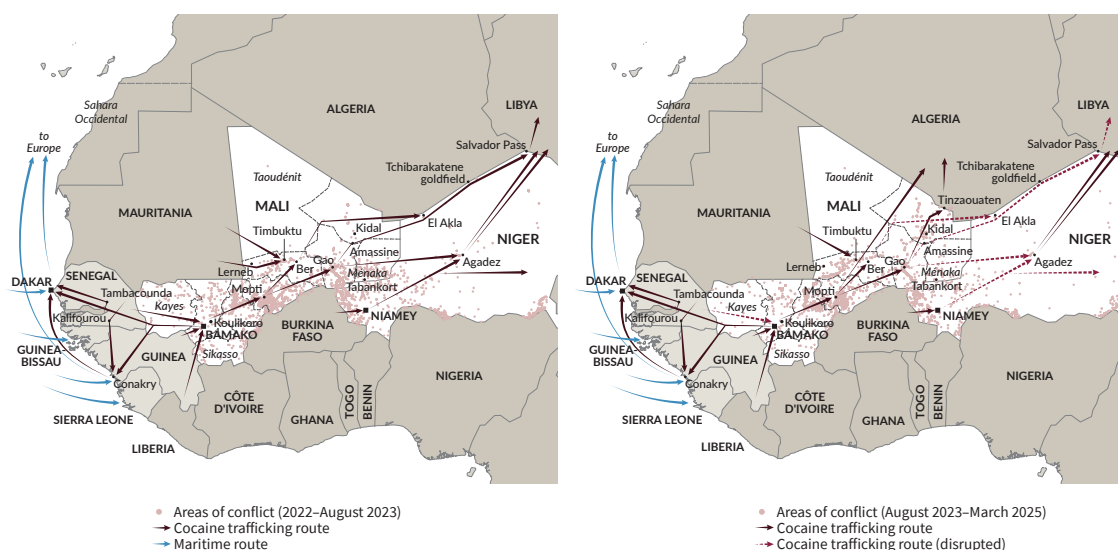 Sahara
Occidental
to
Europe
ALGERIA
LIBYA
Salvador Pass
Tchibarakatene
goldfield
Taoudénit
MAURITANIA
MALI
Timbuktu
Kidal
El Akla
NIGER
Amassine
Lerneb
Ber
Gao
Ménaka
Agadez
Tabankort
DAKAR
SENEGAL
Tambacounda
Kayes
Mopti
Kalifourou
Koulikoro
BAMAKO
NIAMEY
BURKINA
FASO
GUINEA-
BISSAU
GUINEA
Sikasso
Conakry
NIGERIA
SIERRA LEONE
CÔTE
D'IVOIRE
GHANA
TOGO
BENIN
LIBERIA
Areas of conflict (2022–August 2023)
Cocaine trafficking route
Maritime route
Sahara
Occidental
to
Europe
ALGERIA
LIBYA
Salvador Pass
Tchibarakatene
goldfield
Taoudénit
Tinzaouaten
MAURITANIA
MALI
Timbuktu
Kidal
El Akla
NIGER
Amassine
Lerneb
Ber
Gao
Ménaka
Agadez
Tabankort
DAKAR
SENEGAL
Tambacounda
Kayes
Mopti
Kalifourou
Koulikoro
BAMAKO
NIAMEY
BURKINA
FASO
GUINEA-
BISSAU
GUINEA
Sikasso
Conakry
NIGERIA
SIERRA LEONE
CÔTE
D'IVOIRE
GHANA
TOGO
BENIN
LIBERIA
Areas of conflict (August 2023–March 2025)
Cocaine trafficking route
Cocaine trafficking route (disrupted)